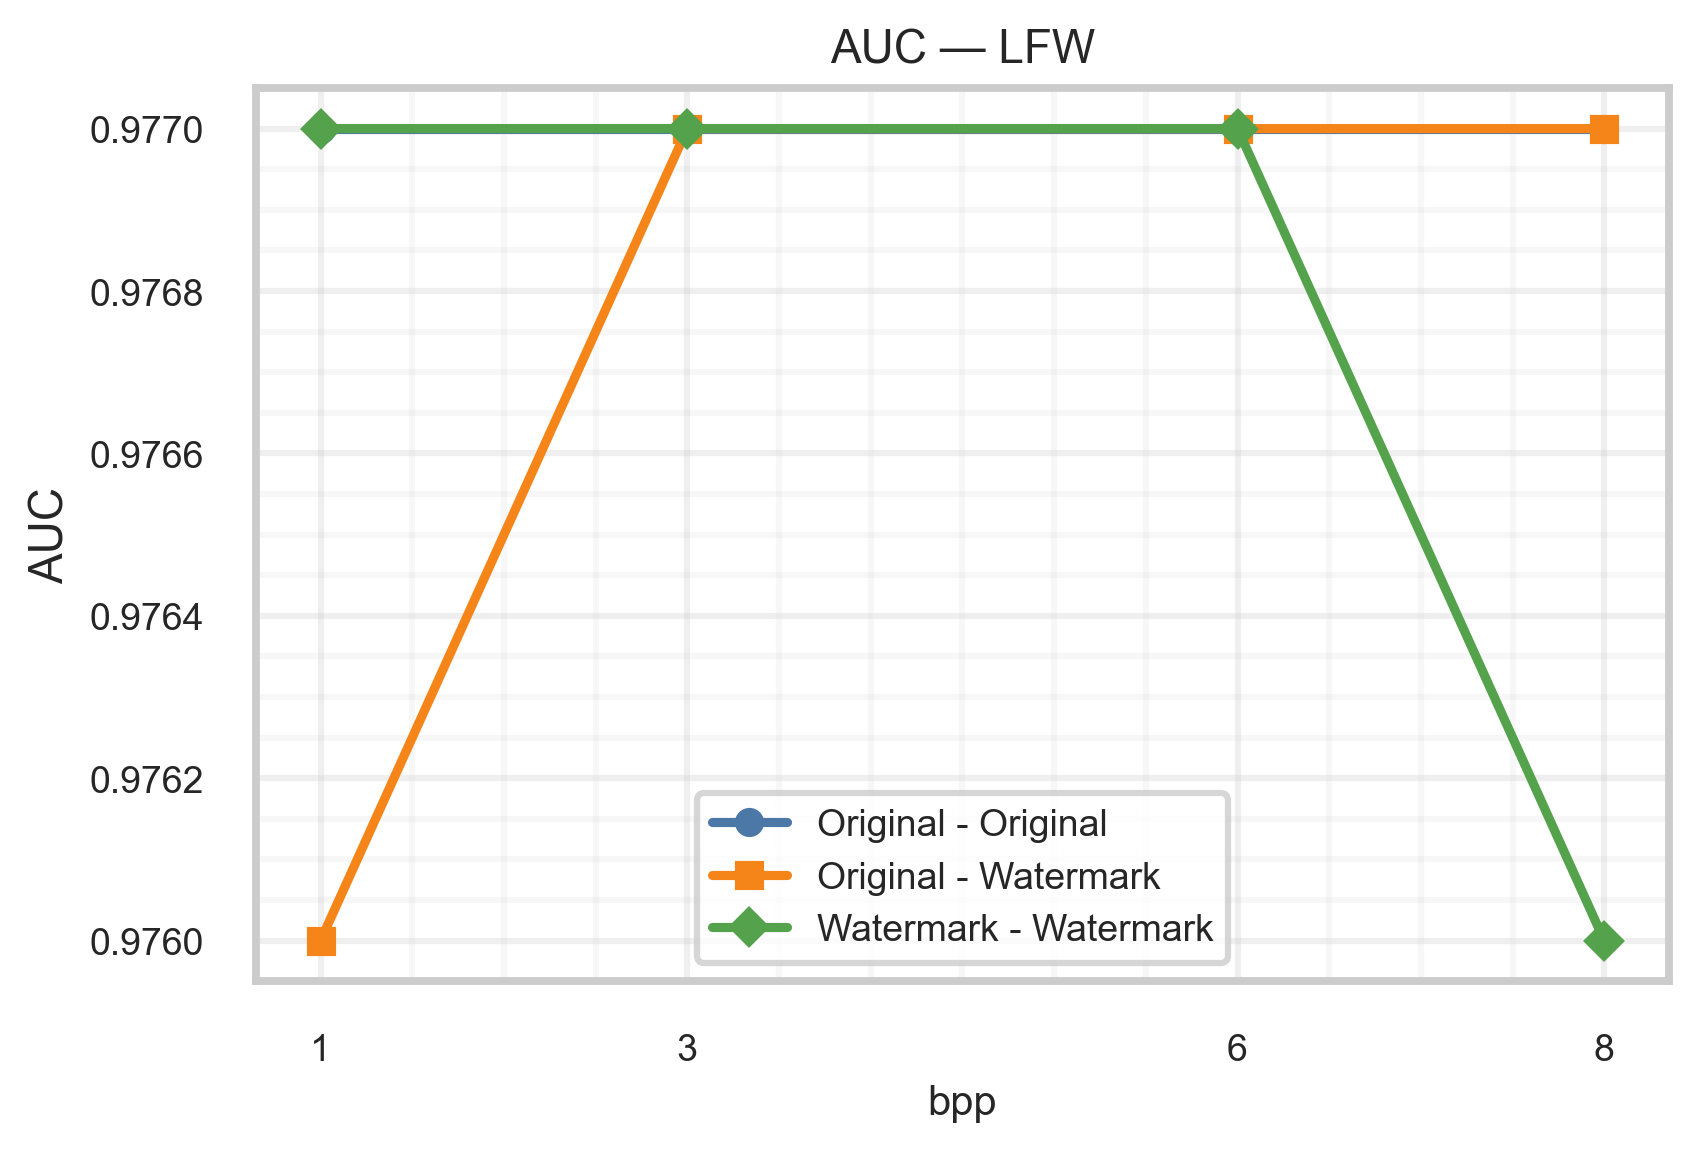 AUC — LFW
0.9770
0.9768
0.9766
0.9764
0.9762
0.9760
AUC
Original - Original
Original - Watermark
Watermark - Watermark
1 3 6 8
bpp